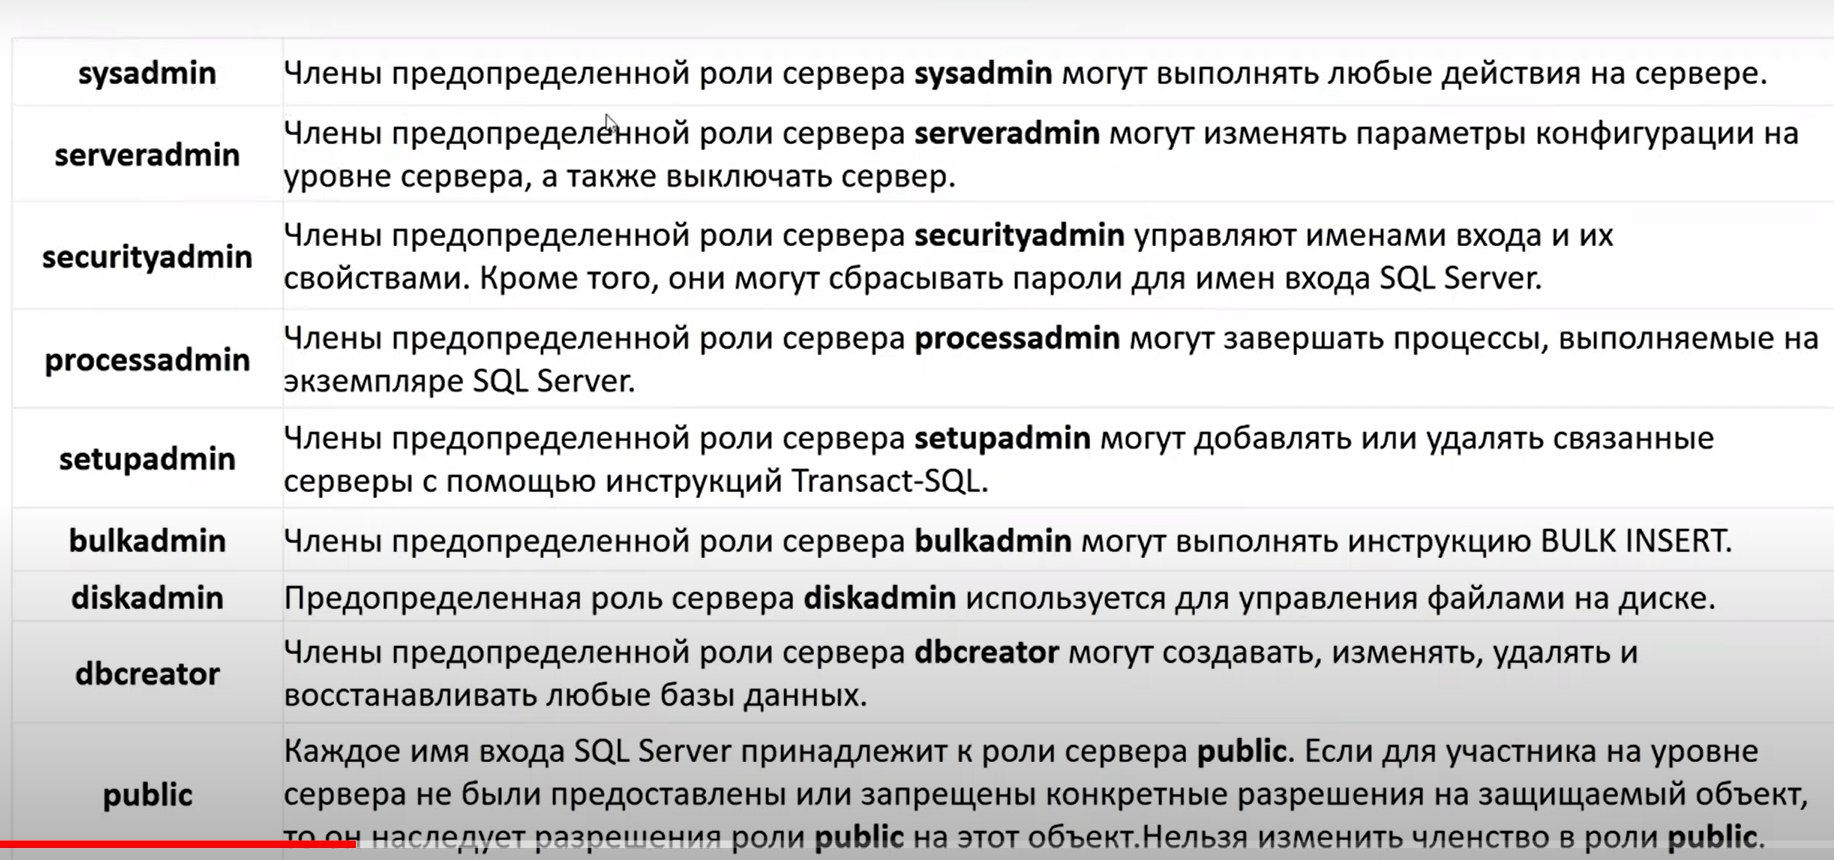 sysadmin
Члены предопределенной роли сервера sysadmin могут выполнять любые действия на сервере.
serveradmin
Члены предопределенной роли сервера serveradmin могут изменять параметры конфигурации на
уровне сервера, а также выключать сервер.
securityadmin
Члены предопределенной роли сервера securityadmin управляют именами входа и их
свойствами. Кроме того, они могут сбрасывать пароли для имен входа SQL Server.
processadmin
Члены предопределенной роли сервера processadmin могут завершать процессы, выполняемые на
экземпляре SQL Server.
setupadmin
Члены предопределенной роли сервера setupadmin могут добавлять или удалять связанные
серверы с помощью инструкций Transact-SQL.
bulkadmin
Члены предопределенной роли сервера bulkadmin могут выполнять инструкцию BULK INSERT.
diskadmin
Предопределенная роль сервера diskadmin используется для управления файлами на диске.
dbcreator
Члены предопределенной роли сервера dbcreator могут создавать, изменять, удалять и
восстанавливать любые базы данных.
public
Каждое имя входа SQL Server принадлежит к роли сервера public. Если для участника на уровне
сервера не были предоставлены или запрещены конкретные разрешения на защищаемый объект,
то он наследует разрешения роли public на этот объект.Нельзя изменить членство в роли public.